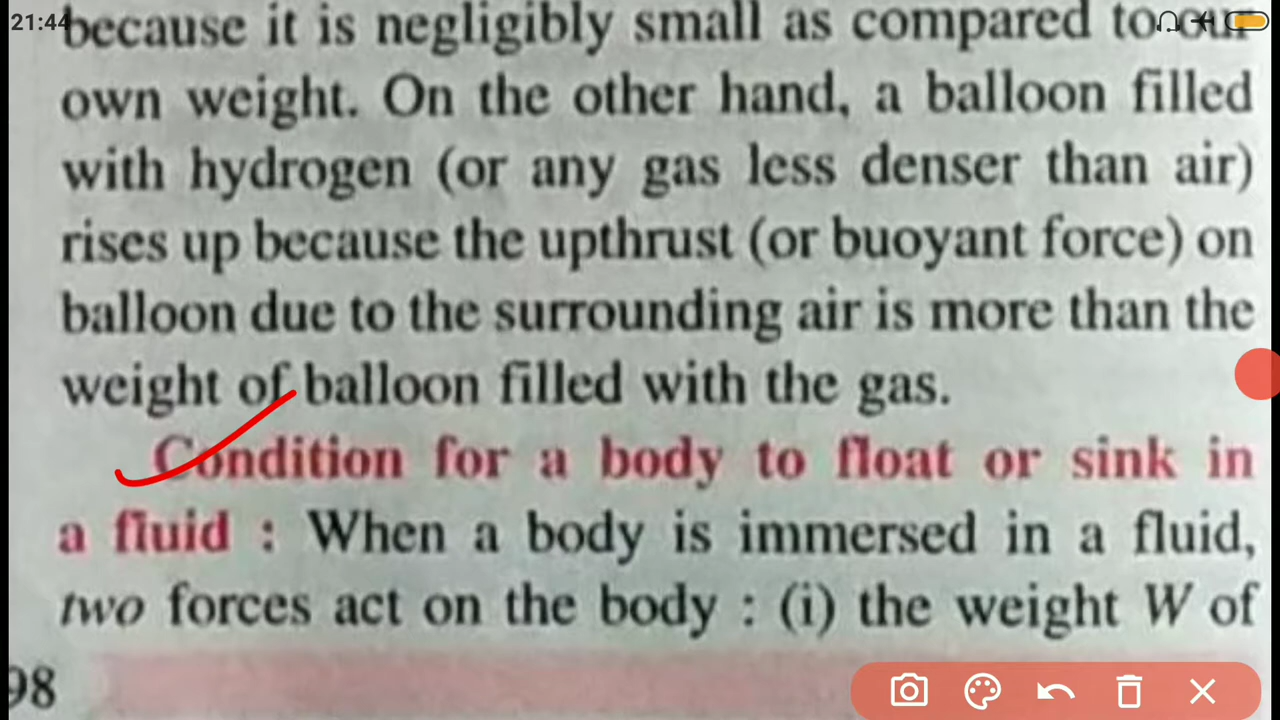 21:44
because it is negligibly small as compared to our
own weight. On the other hand, a balloon filled
with hydrogen (or any gas less denser than air)
rises up because the upthrust (or buoyant force) on
balloon due to the surrounding air is more than the
weight of balloon filled with the gas.
Condition for a body to float or sink in
a fluid : When a body is immersed in a fluid,
two forces act on the body : (i) the weight W of
98